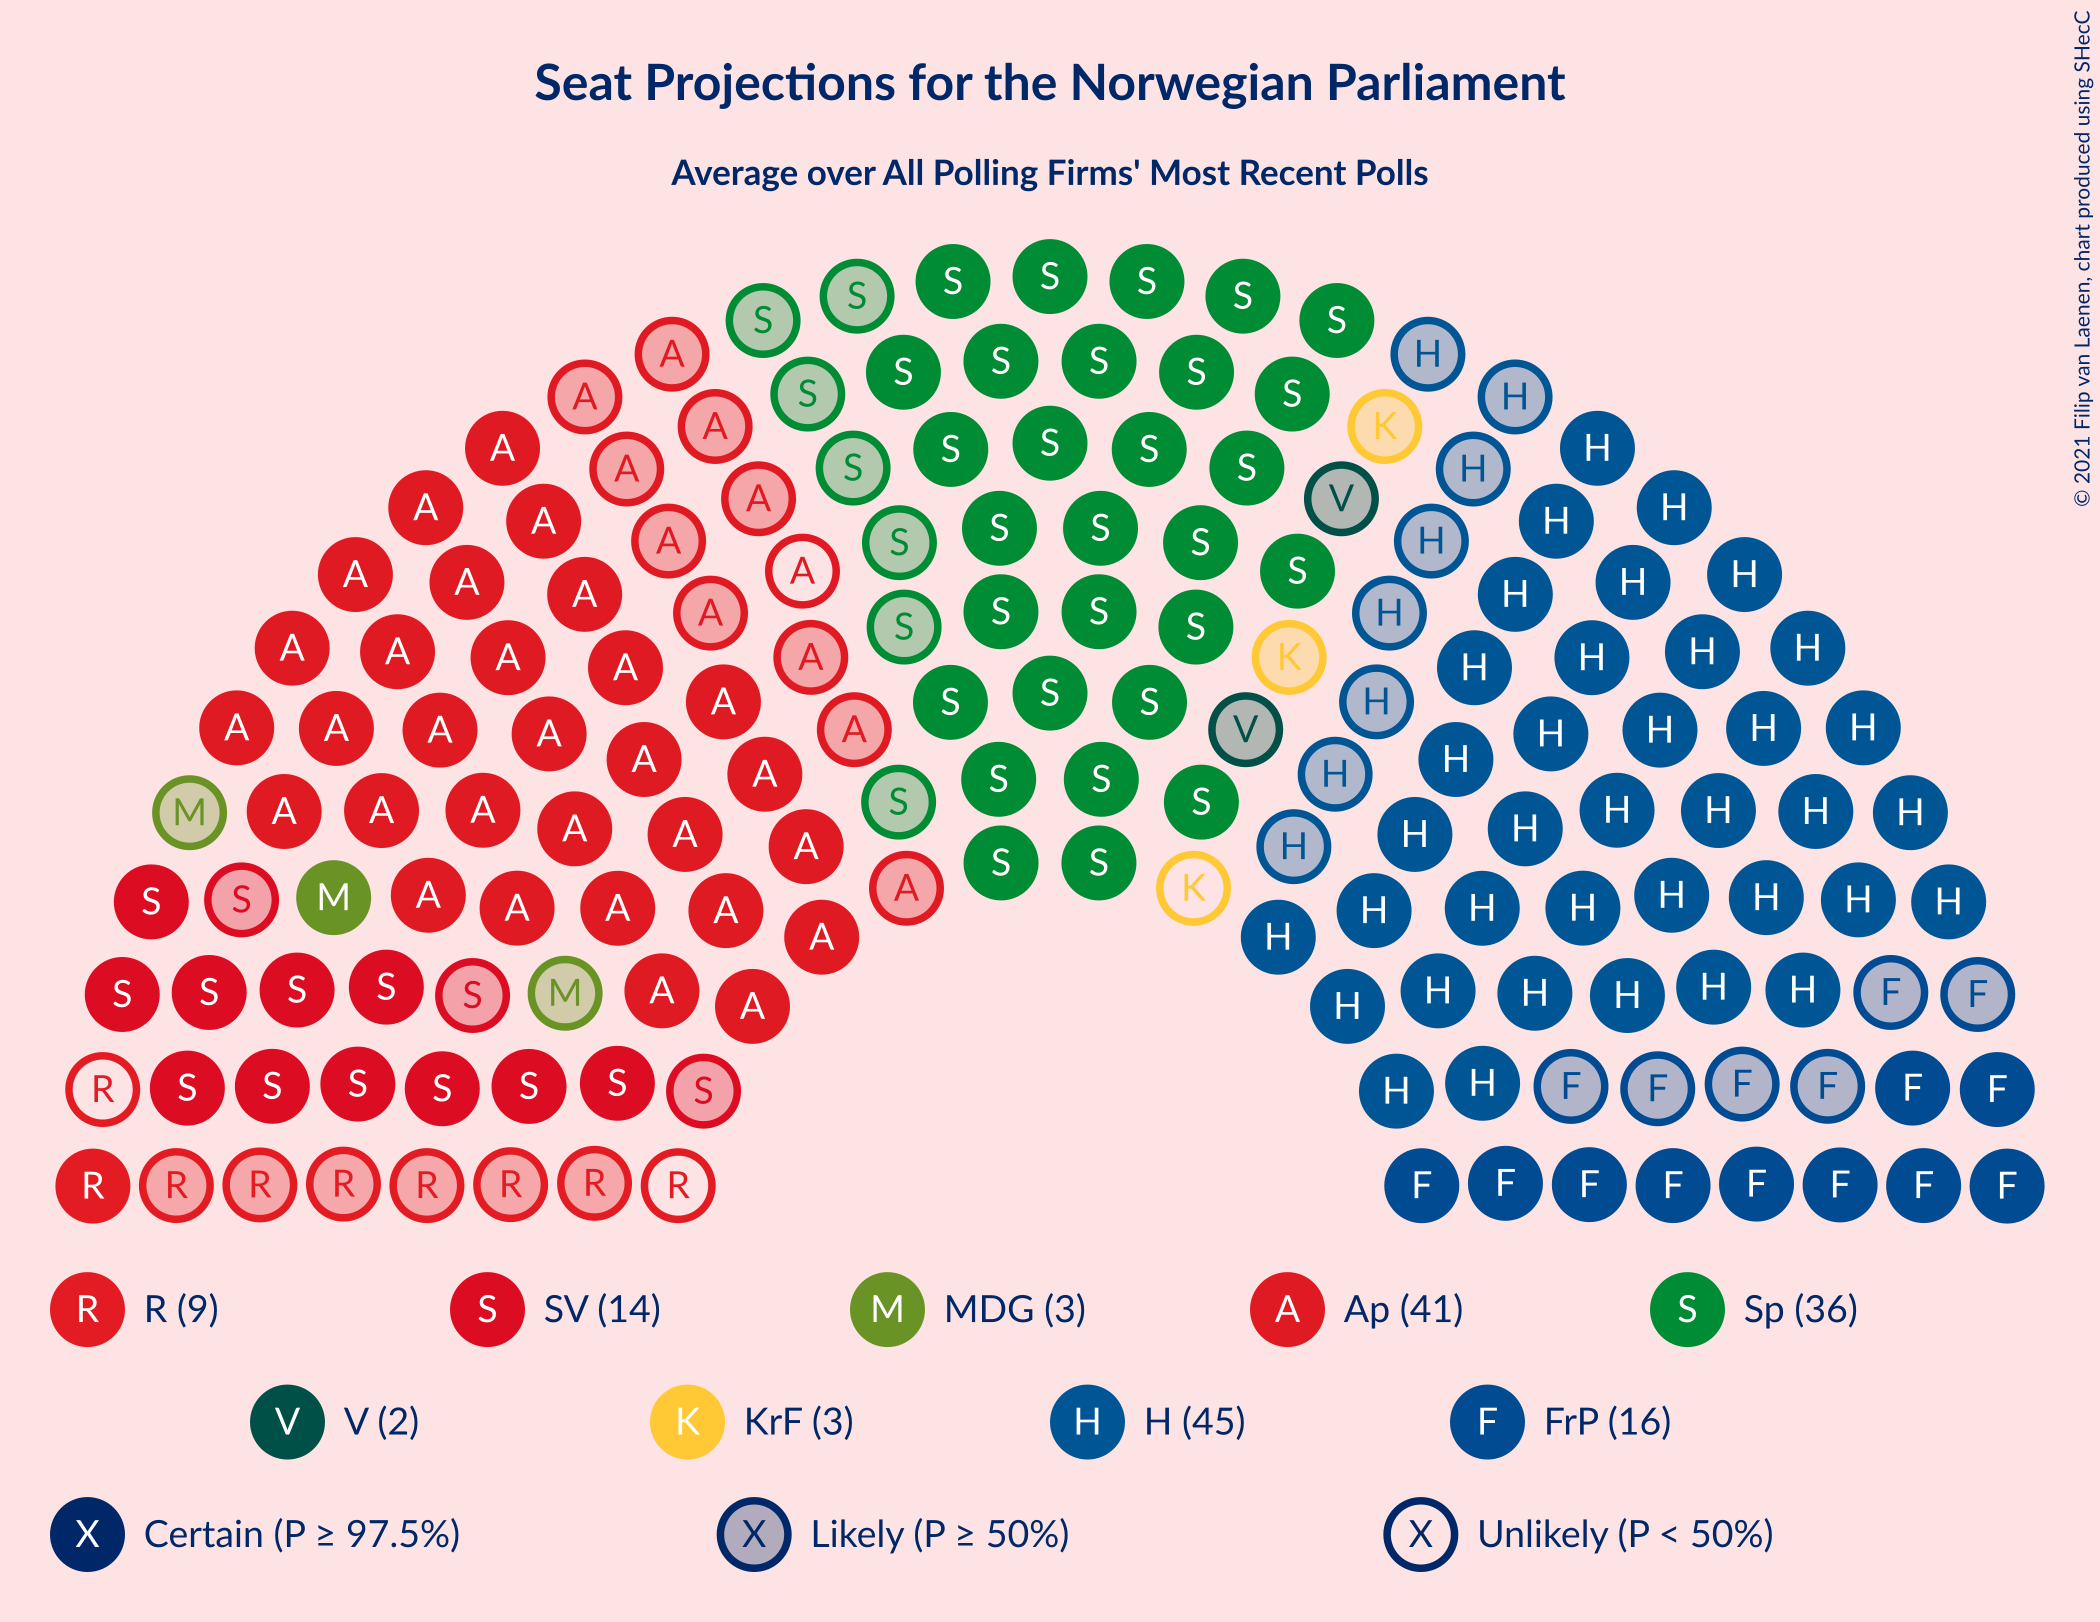 Seat Projections for the Norwegian Parliament
Average over All Polling Firms' Most Recent Polls
© 2021 Filip van Laenen, chart produced using SHecC
S S S S S S S
A S S S S S H
A A S S S S K H
A A S S S S V H H
A A A S S S S H H H
A A A A S S S S H H H H
A A A A S S S K H H H H
A A A A A S S S H H H H H
A A A A A A V H H H H H H
M A A A A A A S S S S H H H H H H H
S S M A A A A A S S K H H H H H H H H
S S S S S M A A H H H H H H F F
R S S S S S S S H H F F F F F F
R R R R R R R R F F F F F F F F
R R (9) S SV (14) M MDG (3) A Ap (41) S Sp (36)
V V (2) K KrF (3) H H (45) F FrP (16)
X Certain (P ≥ 97.5%) X Likely (P ≥ 50%) X Unlikely (P < 50%)